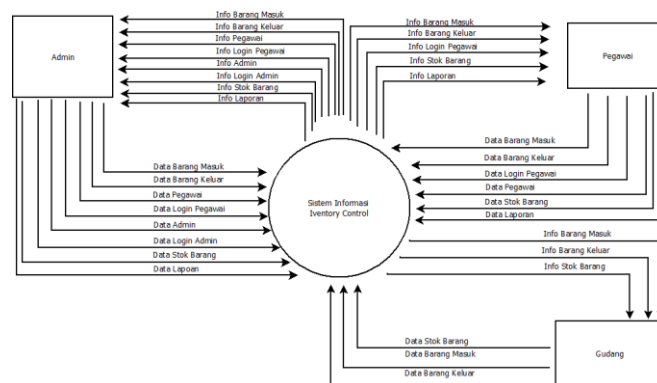 Info Barang Masuk
Info Barang Keluar
Info Pegawai
Info Login Pegawai
Info Admin
Info Login Admin
Info Stok Barang
Info Laporan
Admin
Info Barang Masuk
Info Barang Keluar
Info Login Pegawai
Info Stok Barang
Info Laporan
Pegawai
Data Barang Masuk
Data Barang Keluar
Data Pegawai
Data Login Pegawai
Data Admin
Data Login Admin
Data Stok Barang
Data Lapoan
Sistem Informasi
Iventory Control
Data Barang Masuk
Data Barang Keluar
Data Login Pegawai
Data Pegawai
Data Stok Barang
Data Laporan
Info Barang Masuk
Info Barang Keluar
Info Stok Barang
Data Stok Barang
Data Barang Masuk
Data Barang Keluar
Gudang